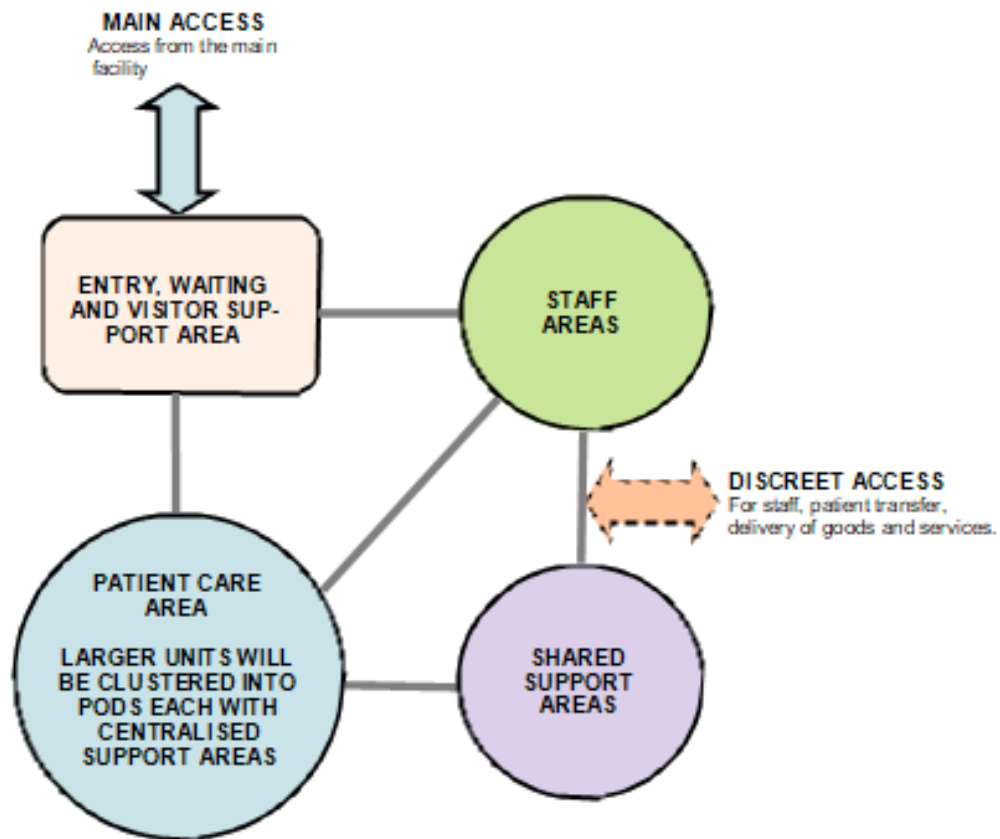 MAIN ACCESS
Access from the main
facility
ENTRY, WAITING
AND VISITOR SUP-
PORT AREA
STAFF
AREAS
DISCREET ACCESS
For staff, patient transfer,
delivery of goods and services.
PATIENT CARE
AREA
LARGER UNITS WILL
BE CLUSTERED INTO
PODS EACH WITH
CENTRALISED
SUPPORT AREAS
SHARED
SUPPORT
AREAS